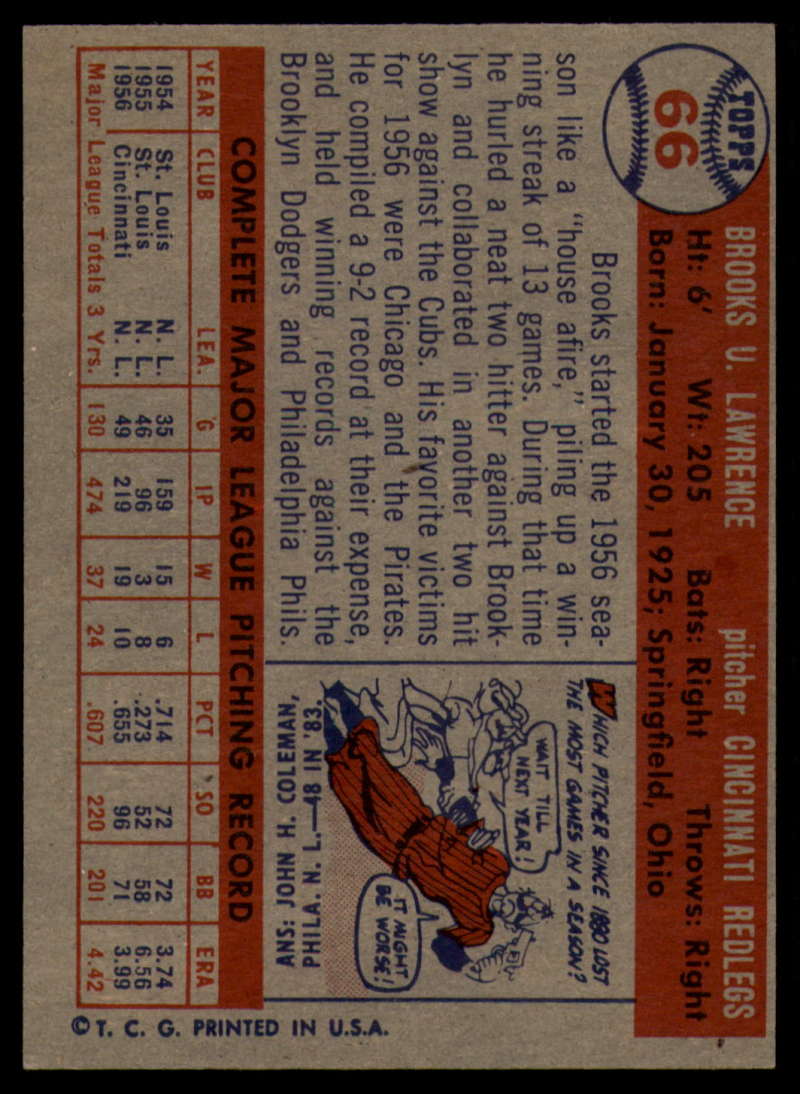 TOPPS
66
BROOKS U. LAWRENCE pitcher CINCINNATI REDLEGS
Ht: 6' Wt: 205 Bats: Right Throws: Right
Born: January 30, 1925; Springfield, Ohio
Brooks started the 1956 sea-
son like a "house afire," piling up a win-
ning streak of 13 games. During that time
he hurled a neat two hitter against Brook-
lyn and collaborated in another two hit
show against the Cubs. His favorite victims
for 1956 were Chicago and the Pirates.
He compiled a 9-2 record at their expense,
and held winning records against the
Brooklyn Dodgers and Philadelphia Phils.
WHICH PITCHER SINCE 1880 LOST
THE MOST GAMES IN A SEASON?
WAIT TILL
NEXT YEAR!
IT MIGHT
BE WORSE!
ANS: JOHN H. COLEMAN,
PHILA. N. L.—48 IN '83.
COMPLETE MAJOR LEAGUE PITCHING RECORD
YEAR CLUB LEA. G IP W L PCT SO BB ERA
1954 St. Louis N. L. 35 159 15 6 .714 72 72 3.74
1955 St. Louis N. L. 46 96 3 8 .273 52 58 6.56
1956 Cincinnati N. L. 49 219 19 10 .655 96 71 3.99
Major League Totals 3 Yrs. 130 474 37 24 .607 220 201 4.42
© T. C. G. PRINTED IN U.S.A.